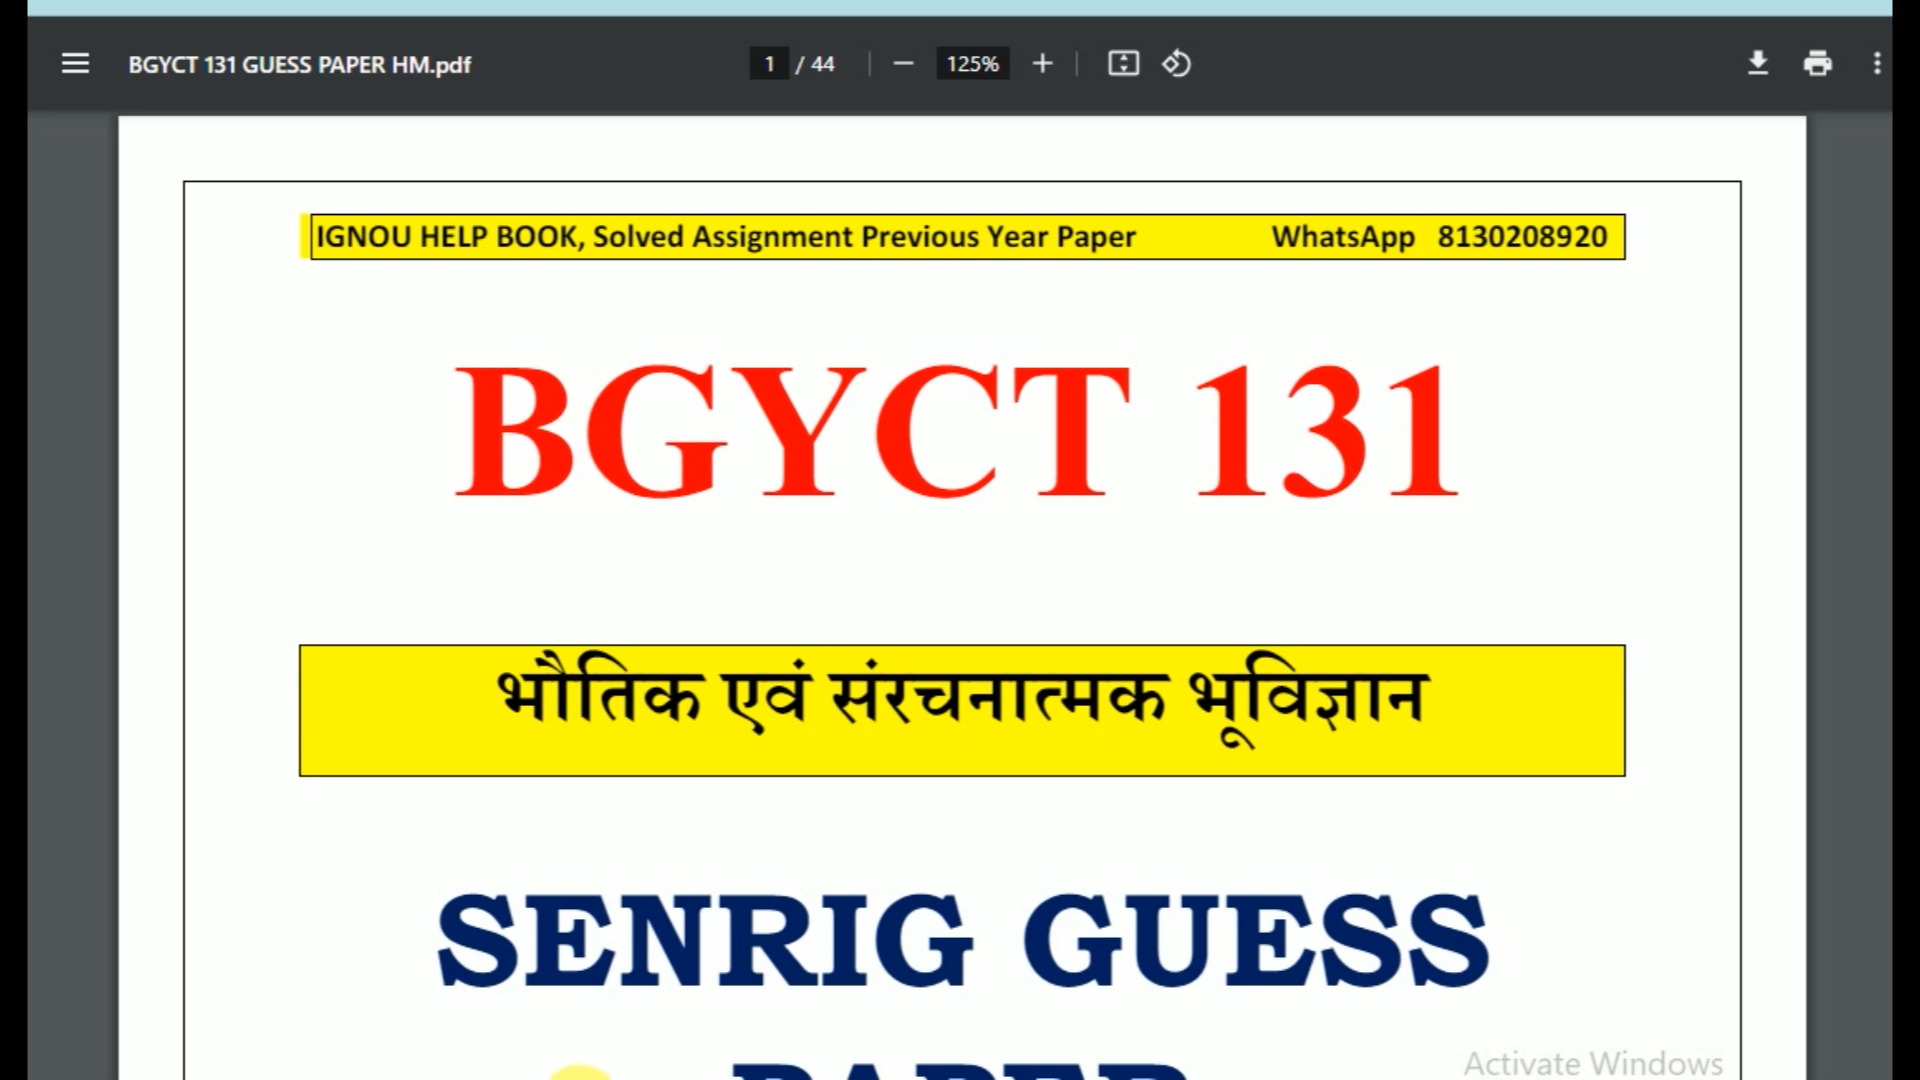 BGYCT 131 GUESS PAPER HM.pdf
1 / 44
125%
IGNOU HELP BOOK, Solved Assignment Previous Year Paper WhatsApp 8130208920
BGYCT 131
भौतिक एवं संरचनात्मक भूविज्ञान
SENRIG GUESS
PAPER
Activate Windows